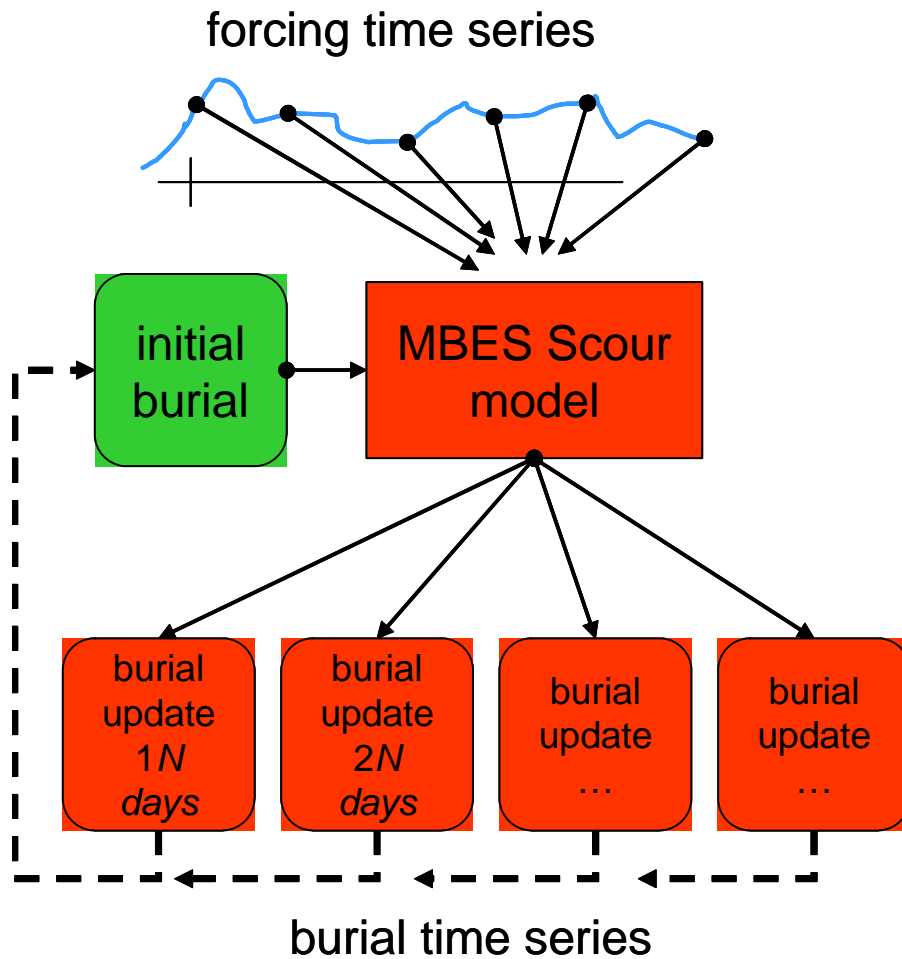 forcing time series
initial
burial
MBES Scour
model
burial
update
1N
days
burial
update
2N
days
burial
update
…
burial
update
…
burial time series